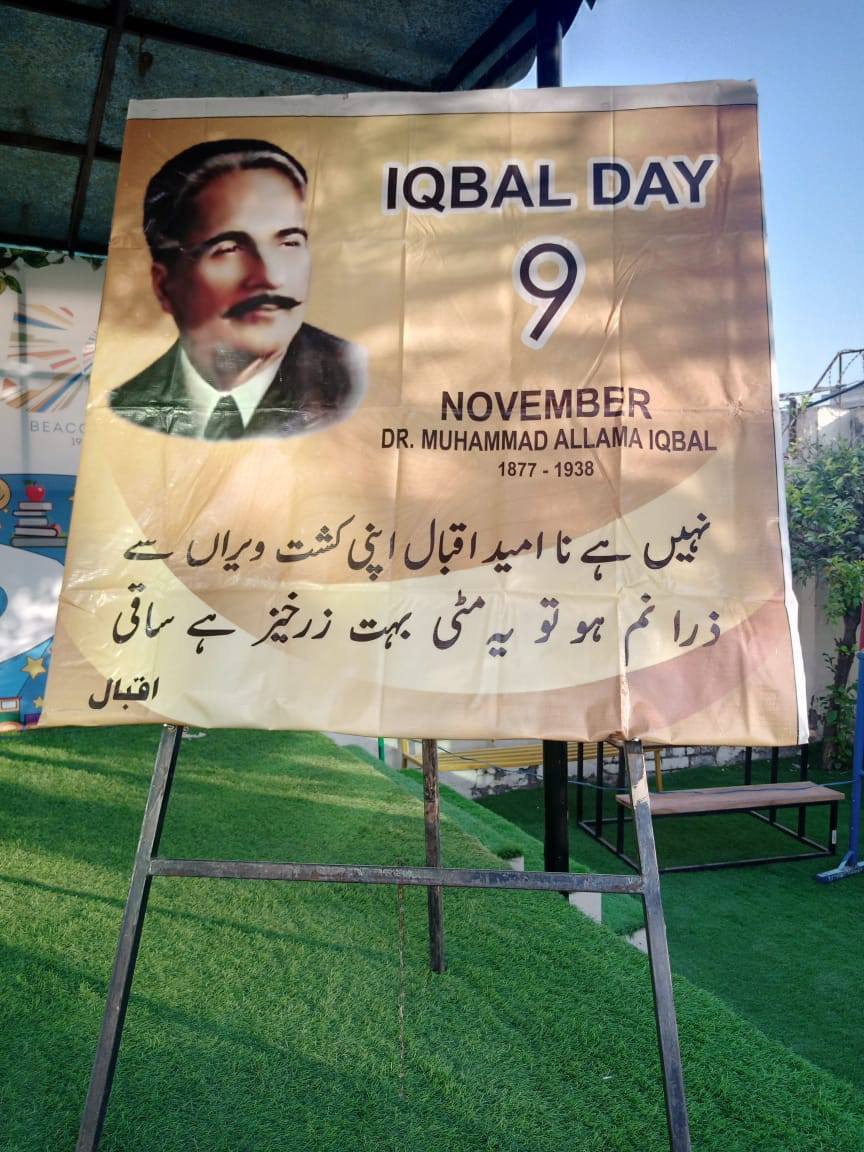 IQBAL DAY
9
NOVEMBER
DR. MUHAMMAD ALLAMA IQBAL
1877 - 1938
نہیں ہے نا امید اقبال اپنی کشت ویراں سے
ذرا نم ہو تو یہ مٹی بہت زرخیز ہے ساقی
اقبال
BEACO